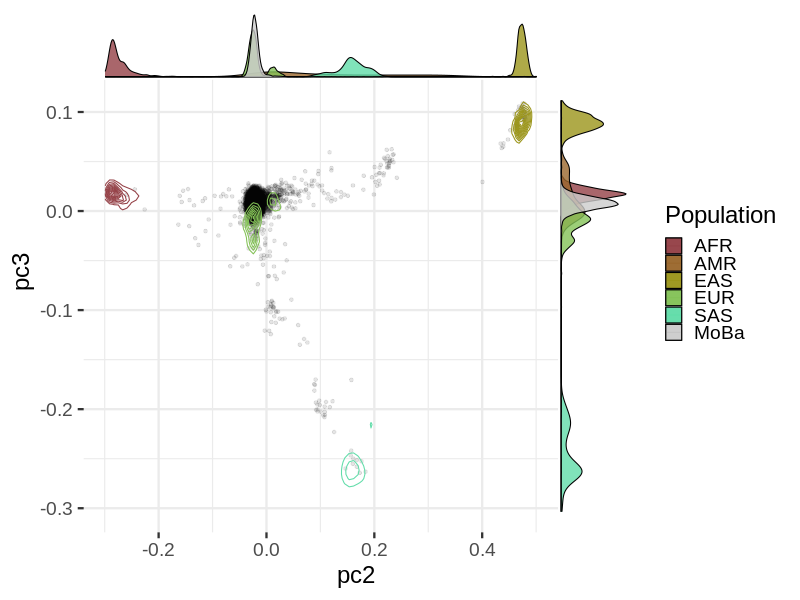 0.1
0.0
-0.1
-0.2
-0.3
pc3
-0.2
0.0
0.2
0.4
pc2
Population
AFR
AMR
EAS
EUR
SAS
MoBa